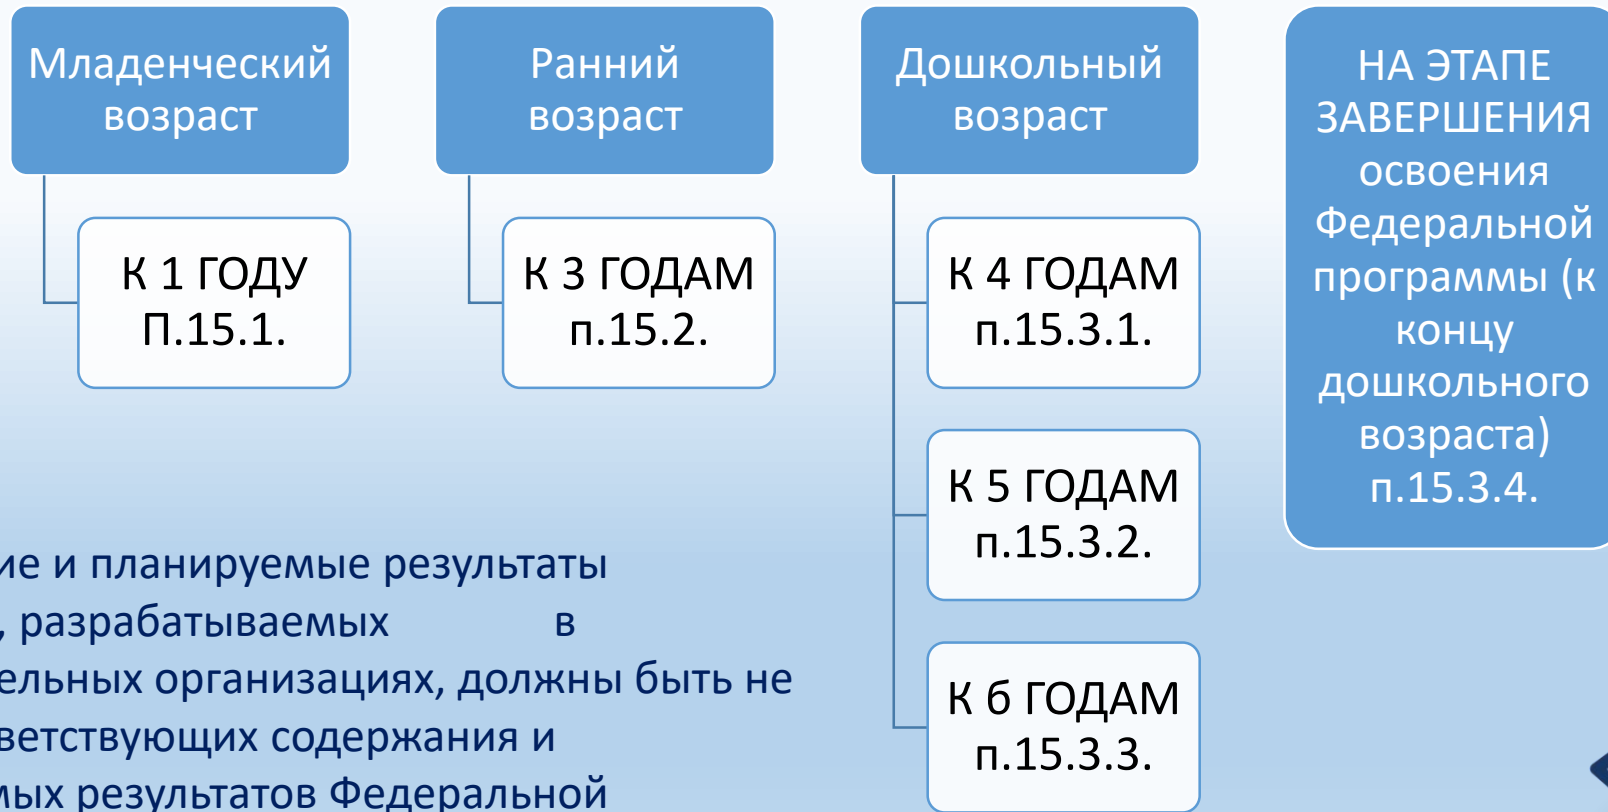 Младенческий
возраст
К 1 ГОДУ
П.15.1.
Ранний
возраст
К 3 ГОДАМ
п.15.2.
Дошкольный
возраст
К 4 ГОДАМ
п.15.3.1.
К 5 ГОДАМ
п.15.3.2.
К б ГОДАМ
п.15.3.3.
НА ЭТАПЕ
ЗАВЕРШЕНИЯ
освоения
Федеральной
программы (к
концу
дошкольного
возраста)
п.15.3.4.
ие и планируемые результаты
, разрабатываемых в
ельных организациях, должны быть не
ветствующих содержания и
мых результатов Федеральной